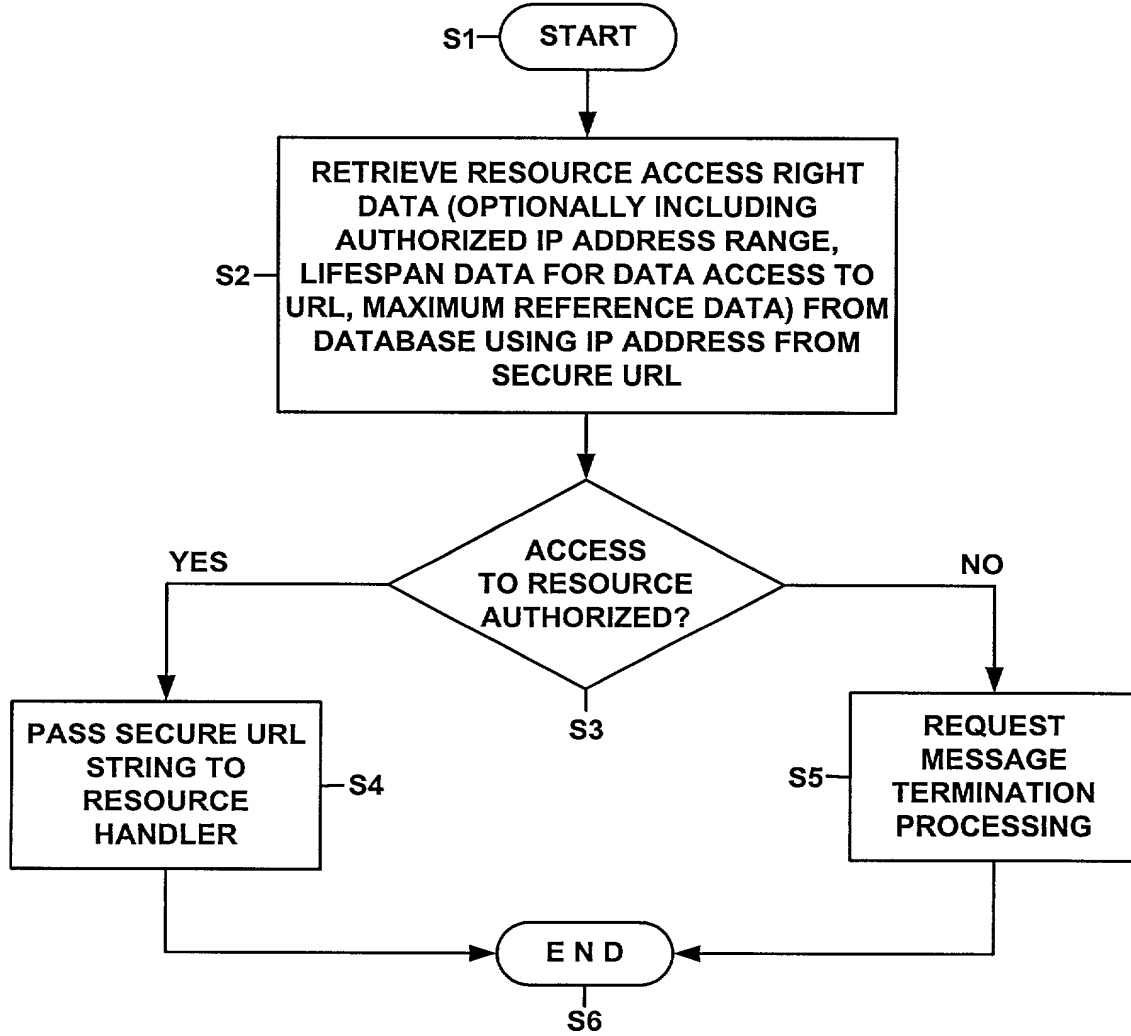 S1
START
RETRIEVE RESOURCE ACCESS RIGHT
DATA (OPTIONALLY INCLUDING
AUTHORIZED IP ADDRESS RANGE,
S2
LIFESPAN DATA FOR DATA ACCESS TO
URL, MAXIMUM REFERENCE DATA) FROM
DATABASE USING IP ADDRESS FROM
SECURE URL
ACCESS
TO RESOURCE
AUTHORIZED?
YES
NO
S3
PASS SECURE URL
STRING TO
RESOURCE
HANDLER
S4
S5
REQUEST
MESSAGE
TERMINATION
PROCESSING
E N D
S6